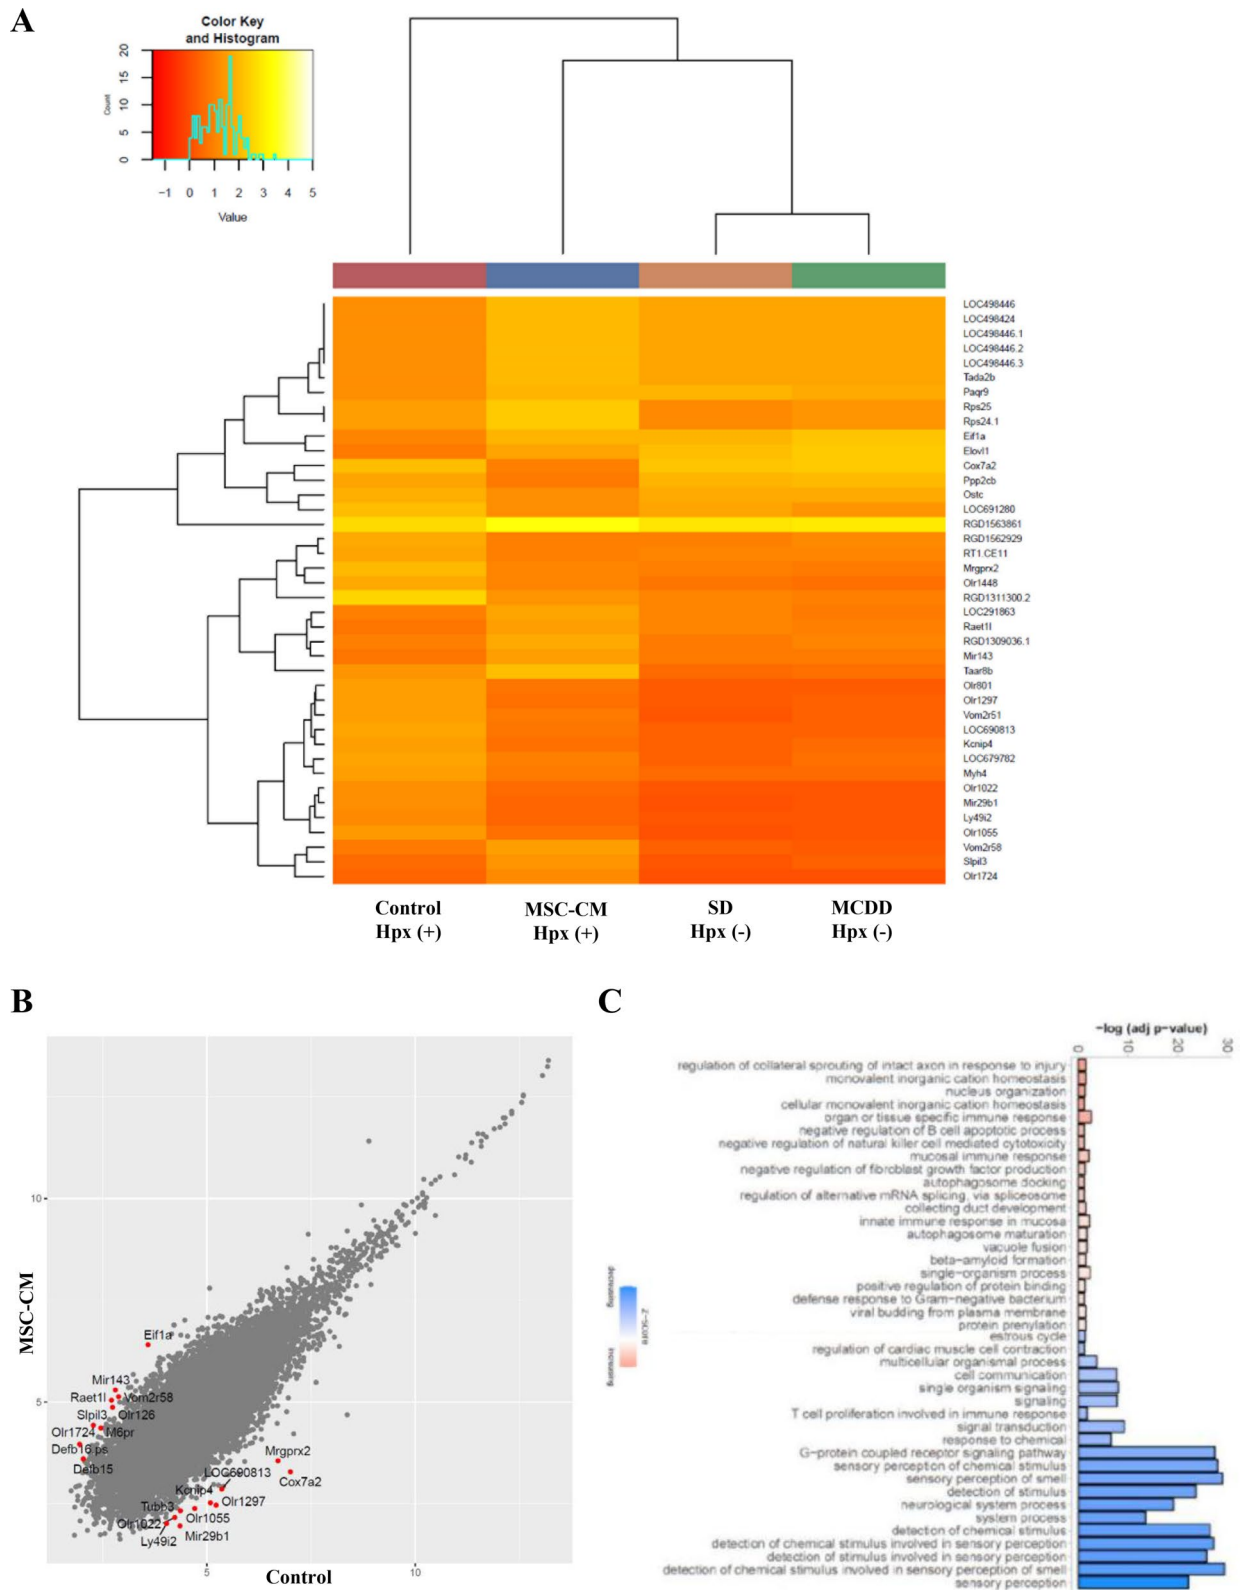 A
Color Key
and Histogram
Count
20
15
10
5
0
-1 0 1 2 3 4 5
Value
LOC498446
LOC498424
LOC498446.1
LOC498446.2
LOC498446.3
Tada2b
Paqr9
Rps25
Rps24.1
Eif1a
Elovl1
Cox7a2
Ppp2cb
Ostc
LOC691280
RGD1563861
RGD1562929
RT1.CE11
Mrgprx2
Olr1448
RGD1311300.2
LOC291863
Raet1l
RGD1309036.1
Mir143
Taar8b
Olr801
Olr1297
Vom2r51
LOC690813
Kcnip4
LOC679782
Myh4
Olr1022
Mir29b1
Ly49i2
Olr1055
Vom2r58
Slpil3
Olr1724
Control MSC-CM SD MCDD
Hpx (+) Hpx (+) Hpx (-) Hpx (-)
B
MSC-CM
10
5
Eif1a
Mir143
Raet1l Vom2r58
Slpil3 Olr126
Olr1724 M6pr
Defb16.ps
Defb15
Mrgprx2
LOC690813
Cox7a2
Kcnip4
Olr1297
Tubb3
Olr1055
Olr1022
Mir29b1
Ly49i2
5 10
Control
C
-log (adj p-value)
0 10 20 30
regulation of collateral sprouting of intact axon in response to injury
monovalent inorganic cation homeostasis
nucleus organization
cellular monovalent inorganic cation homeostasis
organ or tissue specific immune response
negative regulation of B cell apoptotic process
negative regulation of natural killer cell mediated cytotoxicity
mucosal immune response
negative regulation of fibroblast growth factor production
autophagosome docking
regulation of alternative mRNA splicing, via spliceosome
collecting duct development
innate immune response in mucosa
autophagosome maturation
vacuole fusion
beta-amyloid formation
single-organism process
positive regulation of protein binding
defense response to Gram-negative bacterium
viral budding from plasma membrane
protein prenylation
estrous cycle
regulation of cardiac muscle cell contraction
multicellular organismal process
cell communication
single organism signaling
signaling
T cell proliferation involved in immune response
signal transduction
response to chemical
G-protein coupled receptor signaling pathway
sensory perception of chemical stimulus
sensory perception of smell
detection of stimulus
neurological system process
system process
detection of chemical stimulus
detection of chemical stimulus involved in sensory perception
detection of stimulus involved in sensory perception
detection of chemical stimulus involved in sensory perception of smell
sensory perception
decreasing
z-score
increasing